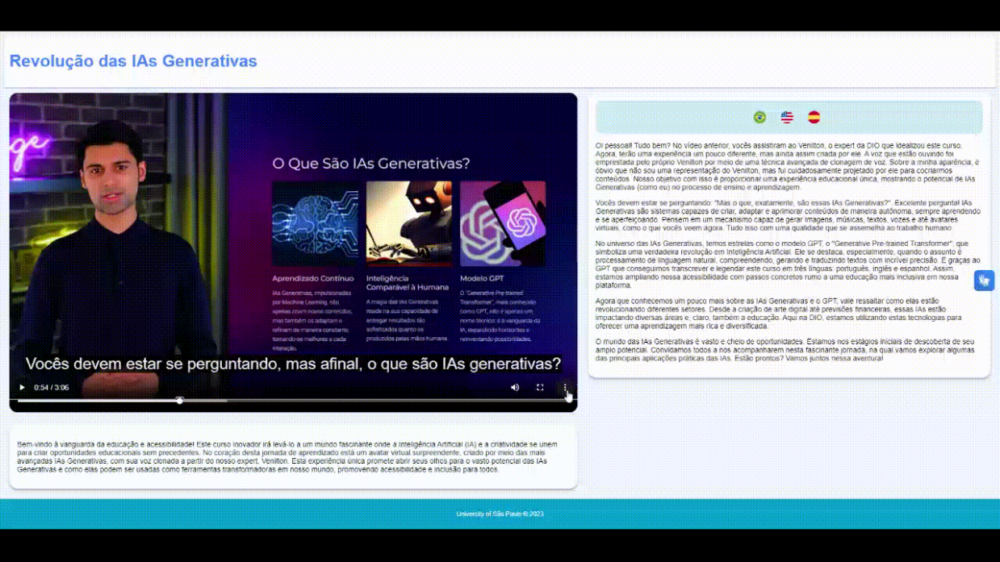 Revolução das IAs Generativas
ge
O Que São IAs Generativas?
Aprendizado Contínuo
IAs Generativas, impulsionadas
por Machine Learning, não
apenas criam novos conteúdos,
mas também os adaptam e
refinam de maneira constante,
tornando-se melhores a cada
interação.
Inteligência
Comparável à Humana
A magia das IAs Generativas
reside na sua capacidade de
entregar resultados tão
sofisticados quanto os
produzidos pelas mãos humanas
Modelo GPT
O "Generative Pre-trained
Transformer", mais conhecido
como GPT, não é apenas um
nome técnico: é a vanguarda da
IA, expandindo horizontes e
reinventando possibilidades.
Vocês devem estar se perguntando, mas afinal, o que são IAs generativas?
0:54 / 3:06
Oi pessoal! Tudo bem? No vídeo anterior, vocês assistiram ao Venilton, o expert da DIO que idealizou este curso.
Agora, terão uma experiência um pouco diferente, mas ainda assim criada por ele. A voz que estão ouvindo foi
emprestada pelo próprio Venilton por meio de uma técnica avançada de clonagem de voz. Sobre a minha aparência, é
óbvio que não sou uma representação do Venilton, mas fui cuidadosamente projetado por ele para cocriarmos
conteúdos. Nosso objetivo com isso é proporcionar uma experiência educacional única, mostrando o potencial de IAs
Generativas (como eu) no processo de ensino e aprendizagem.
Vocês devem estar se perguntando: "Mas o que, exatamente, são essas IAs Generativas?". Excelente pergunta! IAs
Generativas são sistemas capazes de criar, adaptar e aprimorar conteúdos de maneira autônoma, sempre aprendendo
e se aperfeiçoando. Pensem em um mecanismo capaz de gerar imagens, músicas, textos, vozes e até avatares
virtuais, como o que vocês veem agora. Tudo isso com uma qualidade que se assemelha ao trabalho humano
No universo das IAs Generativas, temos estrelas como o modelo GPT, o "Generative Pre-trained Transformer", que
simboliza uma verdadeira revolução em Inteligência Artificial. Ele se destaca, especialmente, quando o assunto é
processamento de linguagem natural, compreendendo, gerando e traduzindo textos com incrível precisão. É graças ao
GPT que conseguimos transcrever e legendar este curso em três línguas: português, inglês e espanhol. Assim,
estamos ampliando nossa acessibilidade com passos concretos rumo a uma educação mais inclusiva em nossa
plataforma.
Agora que conhecemos um pouco mais sobre as IAs Generativas e o GPT, vale ressaltar como elas estão
revolucionando diferentes setores. Desde a criação de arte digital até previsões financeiras, essas IAs estão
impactando diversas áreas e, claro, também a educação. Aqui na DIO, estamos utilizando estas tecnologias para
oferecer uma aprendizagem mais rica e diversificada.
O mundo das IAs Generativas é vasto e cheio de oportunidades. Estamos nos estágios iniciais de descoberta de seu
amplo potencial. Convidamos todos a nos acompanharem nesta fascinante jornada, na qual vamos explorar algumas
das principais aplicações práticas das IAs. Estão prontos? Vamos juntos nessa aventura!
Bem-vindo à vanguarda da educação e acessibilidade! Este curso inovador irá levá-lo a um mundo fascinante onde a Inteligência Artificial (IA) e a criatividade se unem
para criar oportunidades educacionais sem precedentes. No coração desta jornada de aprendizado está um avatar virtual surpreendente, criado por meio das mais
avançadas IAs Generativas, com sua voz clonada a partir do nosso expert, Venilton. Esta experiência única promete abrir seus olhos para o vasto potencial das IAs
Generativas e como elas podem ser usadas como ferramentas transformadoras em nosso mundo, promovendo acessibilidade e inclusão para todos.
University of São Paulo © 2023